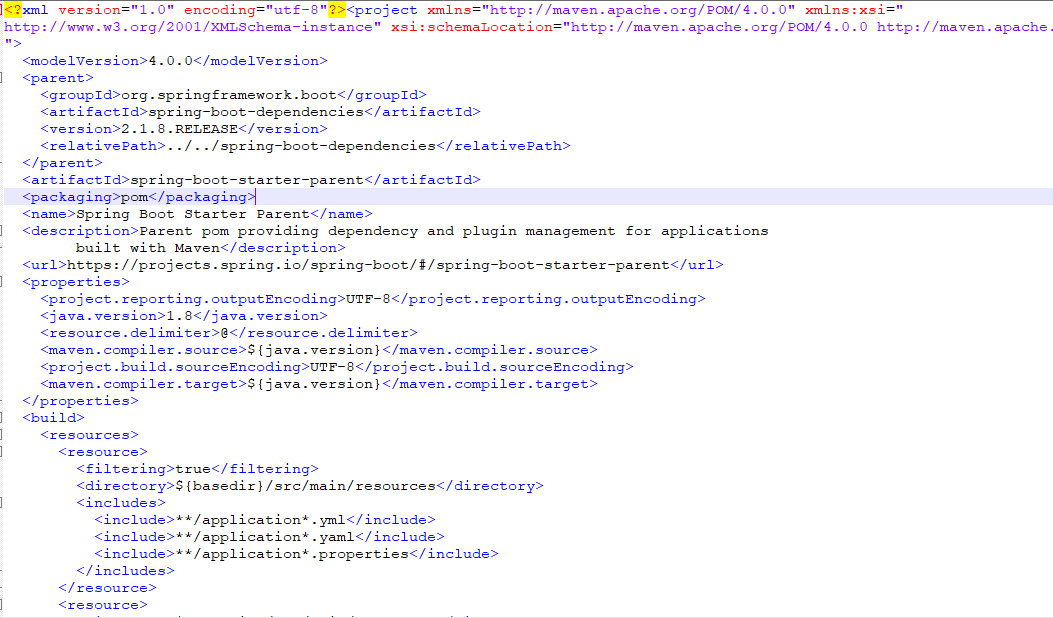 <?xml version="1.0" encoding="utf-8"?><project xmlns="http://maven.apache.org/POM/4.0.0" xmlns:xsi="
http://www.w3.org/2001/XMLSchema-instance" xsi:schemaLocation="http://maven.apache.org/POM/4.0.0 http://maven.apache.
">
<modelVersion>4.0.0</modelVersion>
<parent>
<groupId>org.springframework.boot</groupId>
<artifactId>spring-boot-dependencies</artifactId>
<version>2.1.8.RELEASE</version>
<relativePath>../../spring-boot-dependencies</relativePath>
</parent>
<artifactId>spring-boot-starter-parent</artifactId>
<packaging>pom</packaging>
<name>Spring Boot Starter Parent</name>
<description>Parent pom providing dependency and plugin management for applications
built with Maven</description>
<url>https://projects.spring.io/spring-boot/#/spring-boot-starter-parent</url>
<properties>
<project.reporting.outputEncoding>UTF-8</project.reporting.outputEncoding>
<java.version>1.8</java.version>
<resource.delimiter>@</resource.delimiter>
<maven.compiler.source>${java.version}</maven.compiler.source>
<project.build.sourceEncoding>UTF-8</project.build.sourceEncoding>
<maven.compiler.target>${java.version}</maven.compiler.target>
</properties>
<build>
<resources>
<resource>
<filtering>true</filtering>
<directory>${basedir}/src/main/resources</directory>
<includes>
<include>**/application*.yml</include>
<include>**/application*.yaml</include>
<include>**/application*.properties</include>
</includes>
</resource>
<resource>